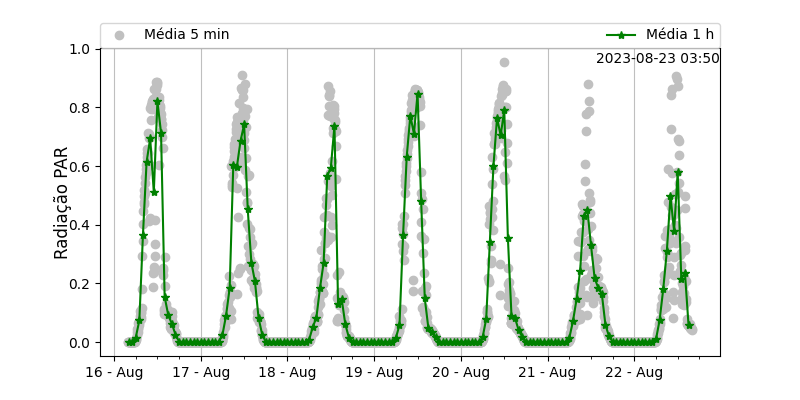 Média 5 min
Média 1 h
2023-08-23 03:50
Radiação PAR
1.0
0.8
0.6
0.4
0.2
0.0
16 - Aug
17 - Aug
18 - Aug
19 - Aug
20 - Aug
21 - Aug
22 - Aug